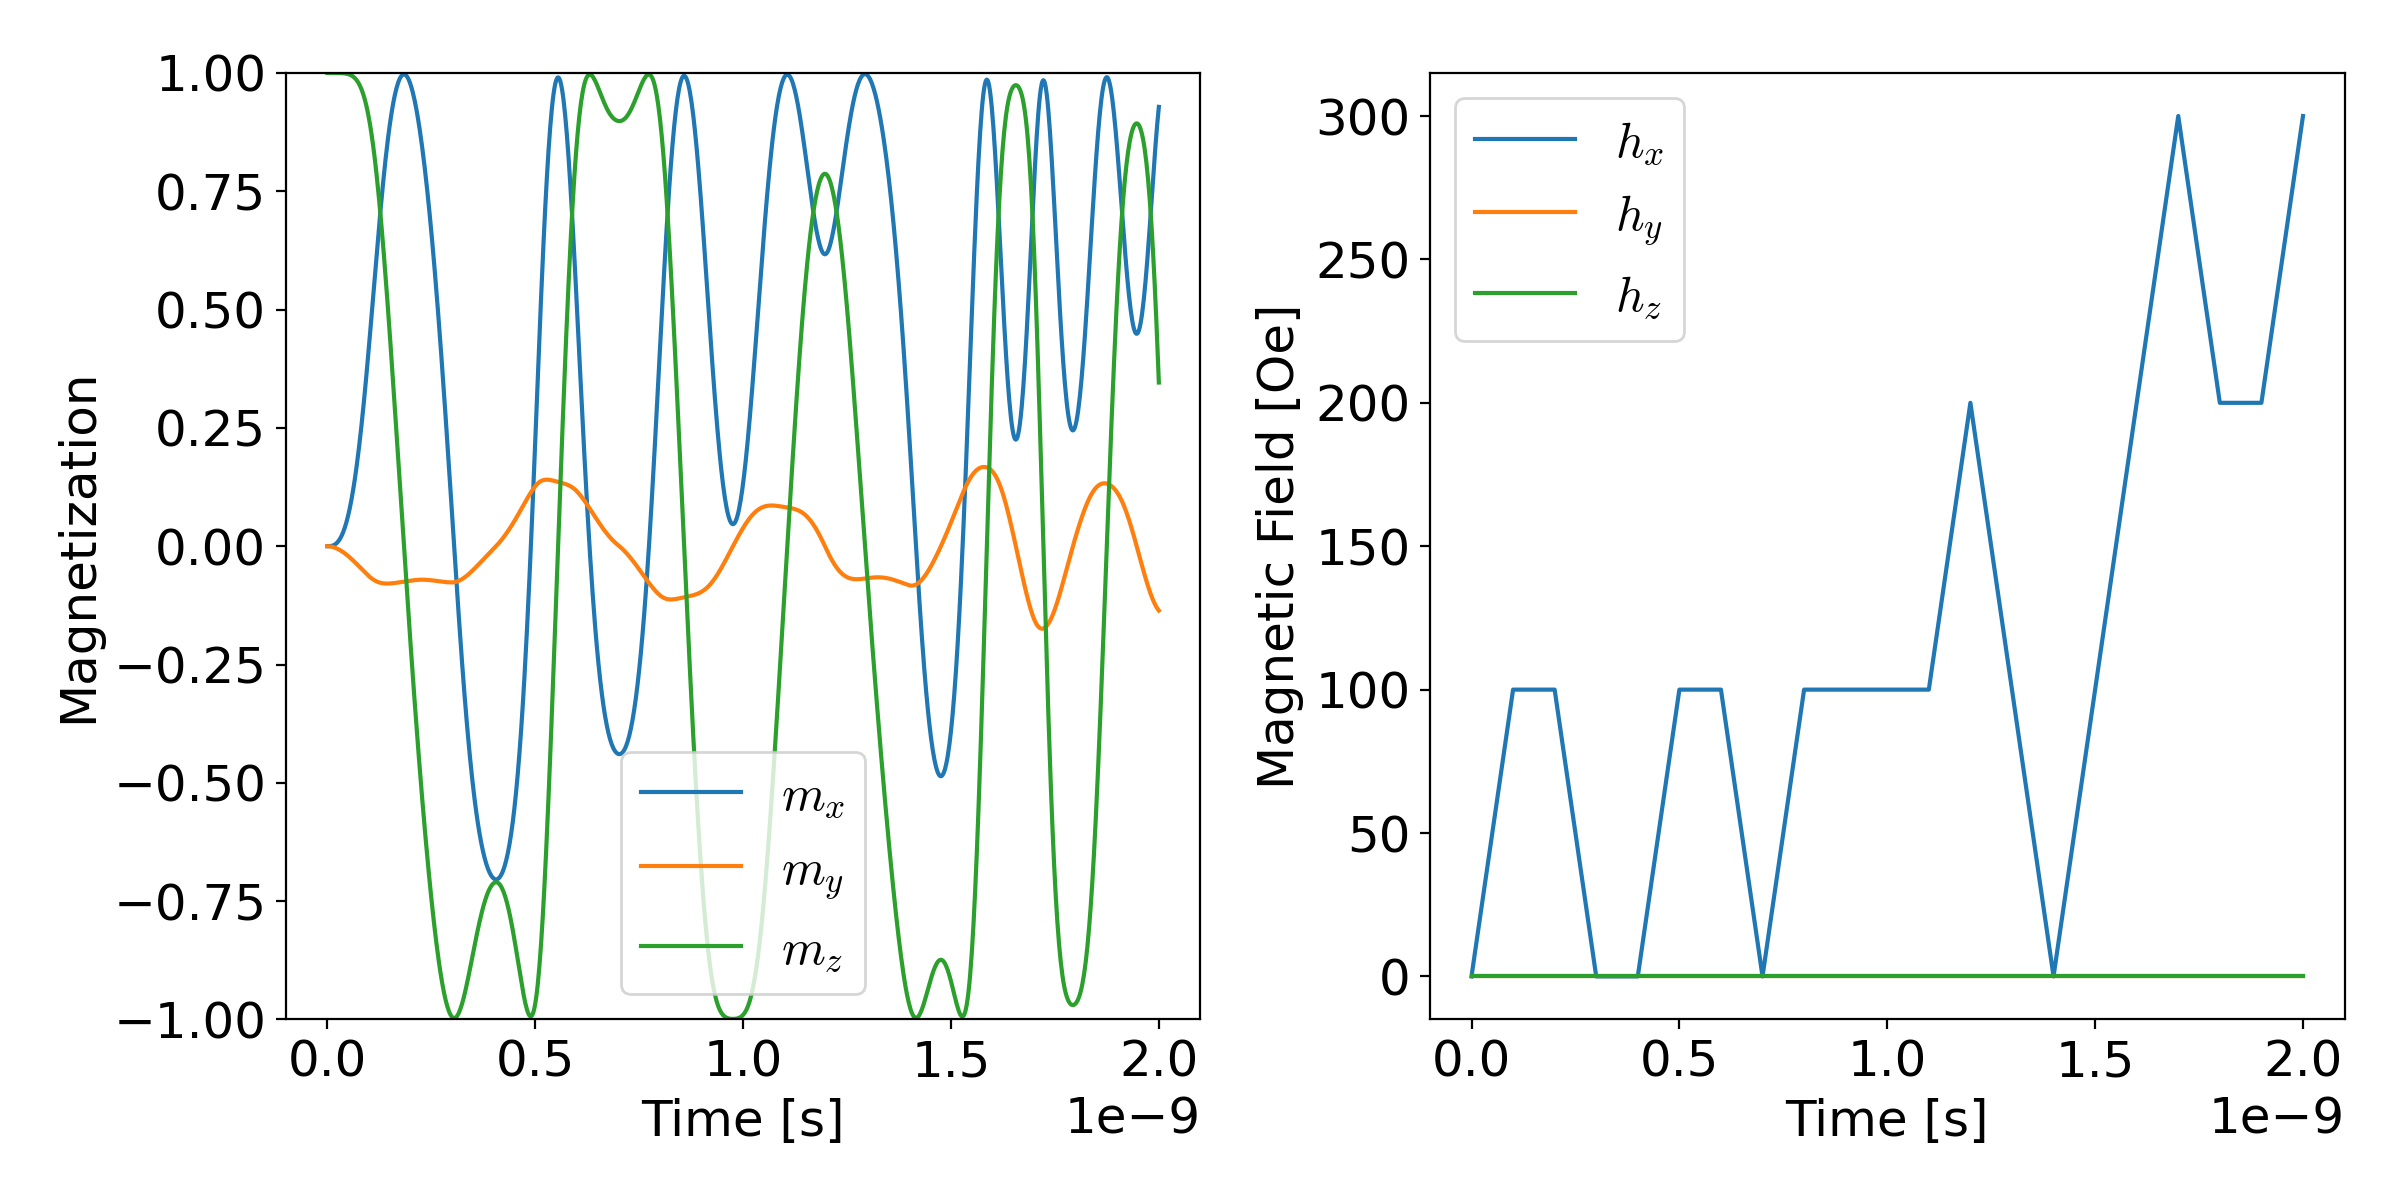 1.00
0.75
0.50
0.25
0.00
−0.25
−0.50
−0.75
−1.00
Magnetization
0.0 0.5 1.0 1.5 2.0
Time [s]
1e−9
m_x
m_y
m_z
300
250
200
150
100
50
0
Magnetic Field [Oe]
0.0 0.5 1.0 1.5 2.0
Time [s]
1e−9
h_x
h_y
h_z